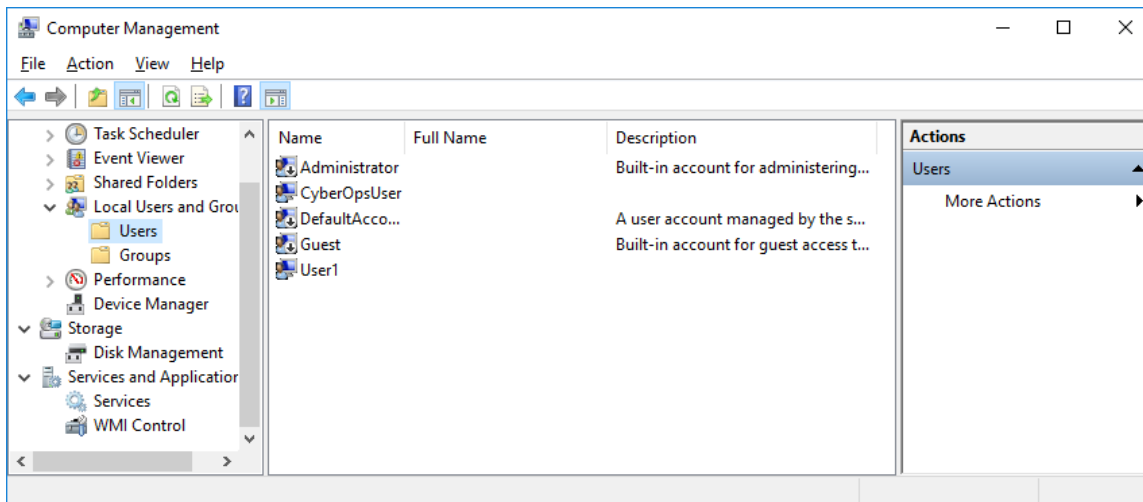 Computer Management
File Action View Help
Task Scheduler
Event Viewer
Shared Folders
Local Users and Grou
Users
Groups
Performance
Device Manager
Storage
Disk Management
Services and Application
Services
WMI Control
Name Full Name Description
Administrator Built-in account for administering...
CyberOpsUser
DefaultAcco... A user account managed by the s...
Guest Built-in account for guest access t...
User1
Actions
Users
More Actions